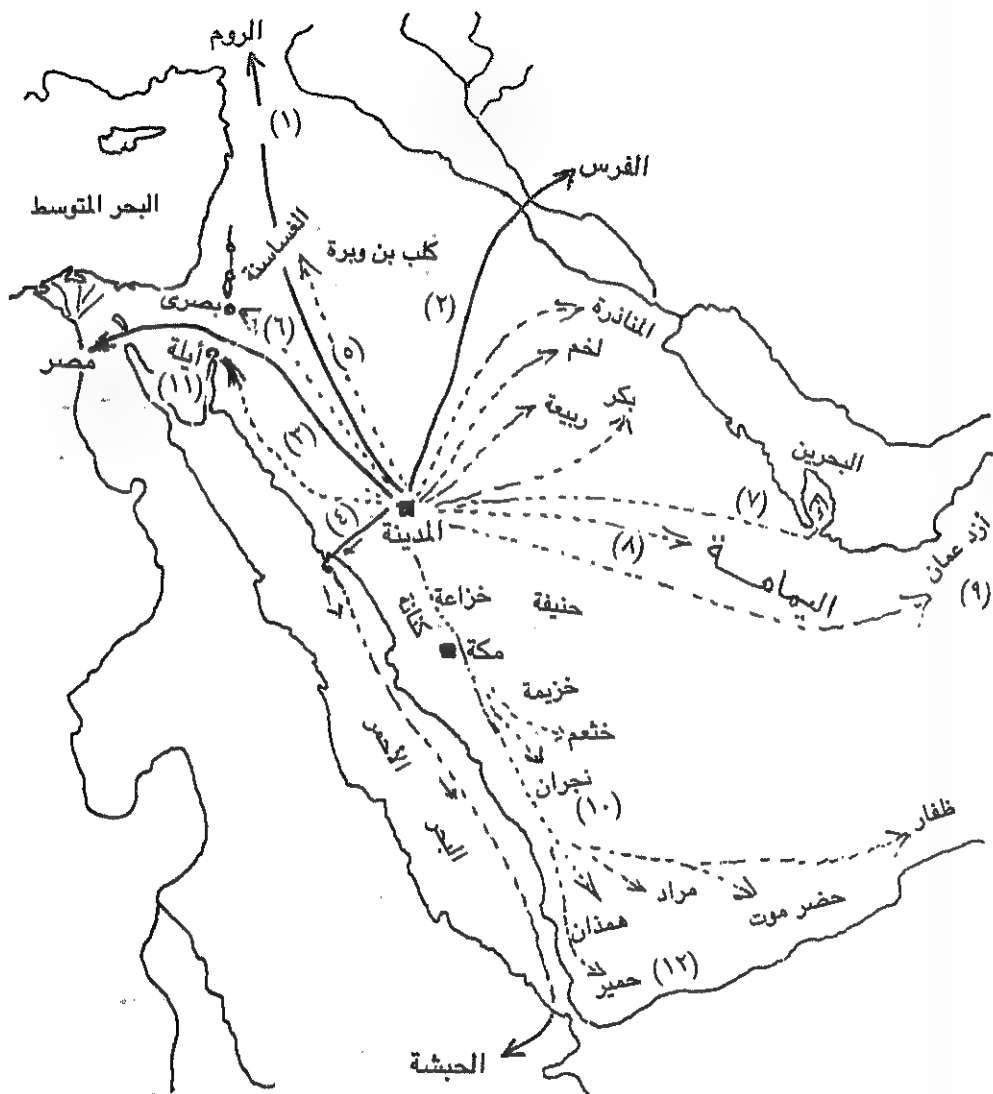 الروم
(١)
الفرس
البحر المتوسط
الغساسنة
كلب بن وبرة
بصرى
(٦)
(٢)
المناذرة
(٥)
لخم
مصر
أيلة
(١١)
بكر
ربيعة
(٣)
البحرين
(٤)
المدينة
(٧)
(٨)
اليمامة
أزد عمان
(٩)
خزاعة
كنانة
حنيفة
مكة
خزيمة
خثعم
الأحمر
نجران
(١٠)
البحر
ظفار
مراد
حضر موت
همذان
حمير (١٢)
الحبشة